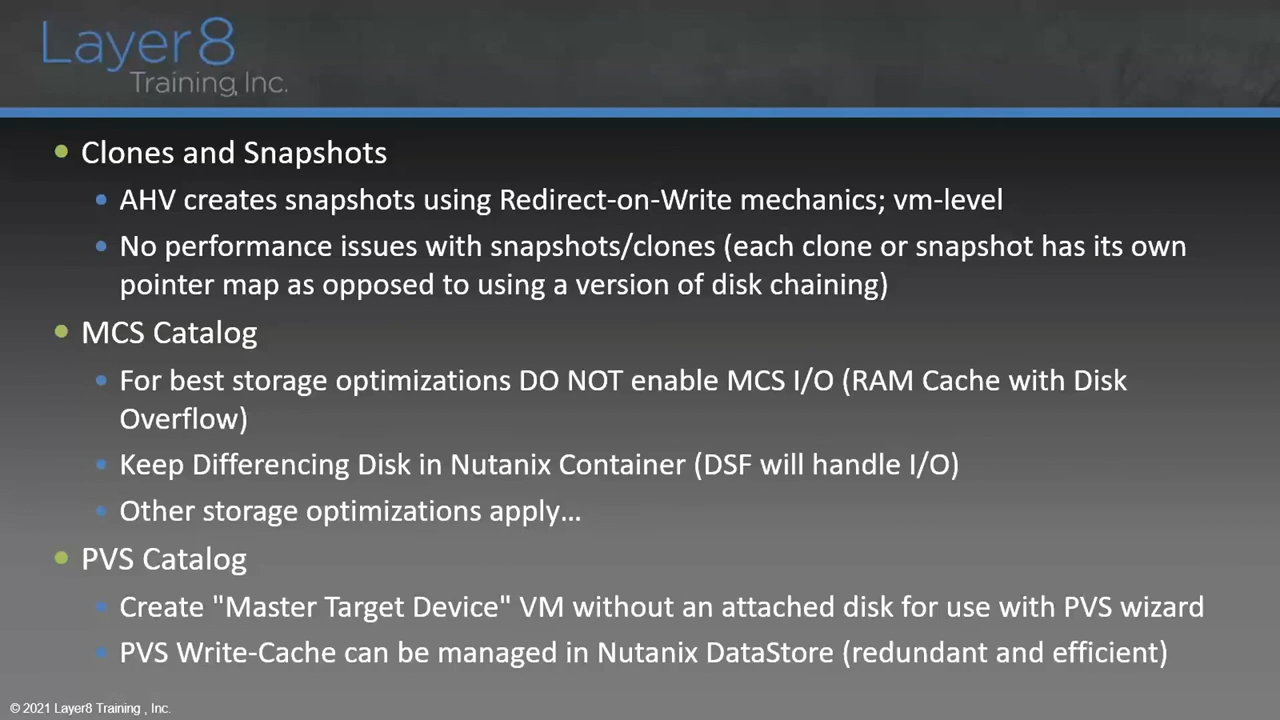 Layer8
Training, Inc.
Clones and Snapshots
AHV creates snapshots using Redirect-on-Write mechanics; vm-level
No performance issues with snapshots/clones (each clone or snapshot has its own
pointer map as opposed to using a version of disk chaining)
MCS Catalog
For best storage optimizations DO NOT enable MCS I/O (RAM Cache with Disk
Overflow)
Keep Differencing Disk in Nutanix Container (DSF will handle I/O)
Other storage optimizations apply…
PVS Catalog
Create "Master Target Device" VM without an attached disk for use with PVS wizard
PVS Write-Cache can be managed in Nutanix DataStore (redundant and efficient)
© 2021 Layer8 Training , Inc.